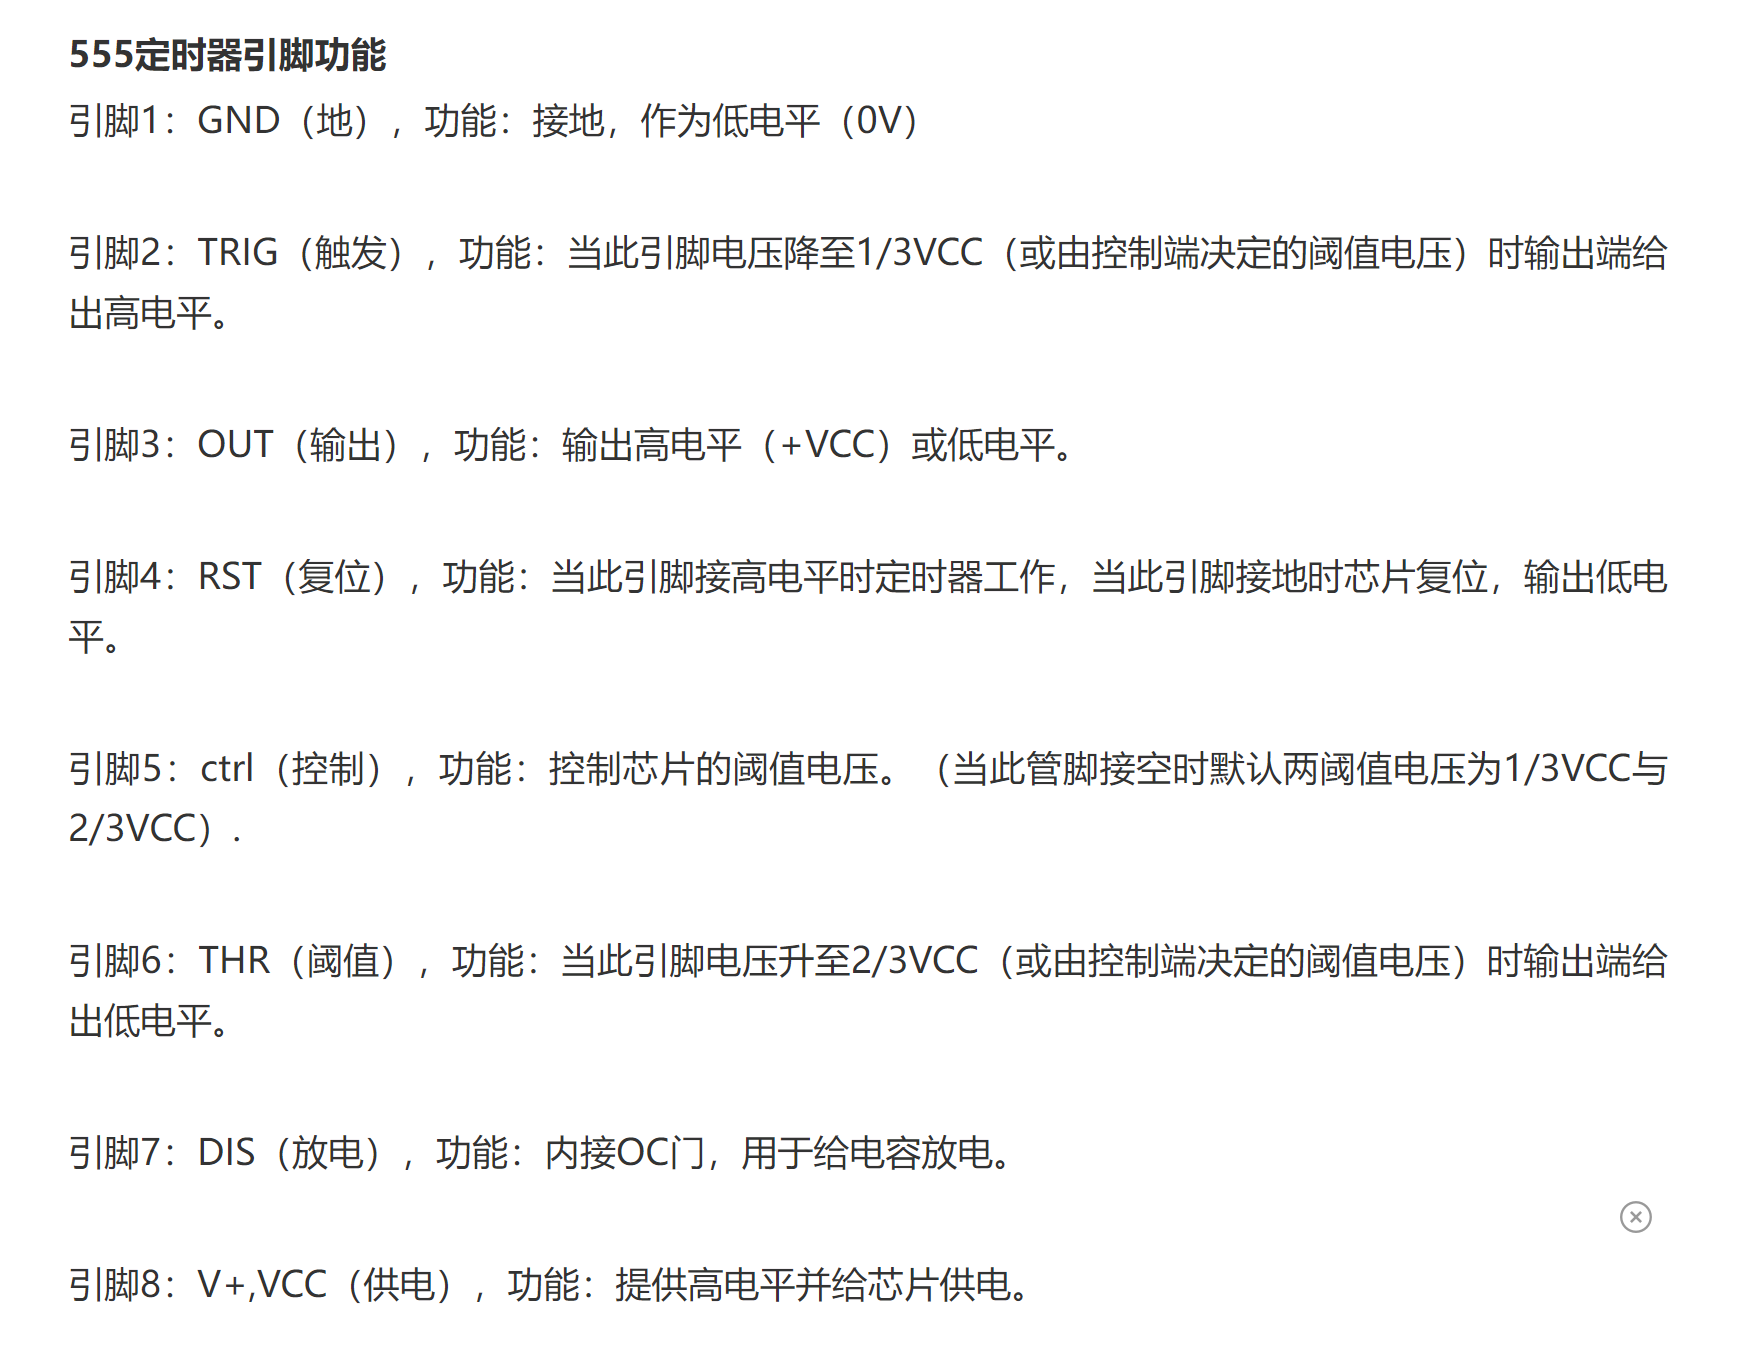 555定时器引脚功能
引脚1：GND（地），功能：接地，作为低电平（0V）
引脚2：TRIG（触发），功能：当此引脚电压降至1/3VCC（或由控制端决定的阈值电压）时输出端给
出高电平。
引脚3：OUT（输出），功能：输出高电平（+VCC）或低电平。
引脚4：RST（复位），功能：当此引脚接高电平时定时器工作，当此引脚接地时芯片复位，输出低电
平。
引脚5：ctrl（控制），功能：控制芯片的阈值电压。（当此管脚接空时默认两阈值电压为1/3VCC与
2/3VCC）.
引脚6：THR（阈值），功能：当此引脚电压升至2/3VCC（或由控制端决定的阈值电压）时输出端给
出低电平。
引脚7：DIS（放电），功能：内接OC门，用于给电容放电。
引脚8：V+,VCC（供电），功能：提供高电平并给芯片供电。